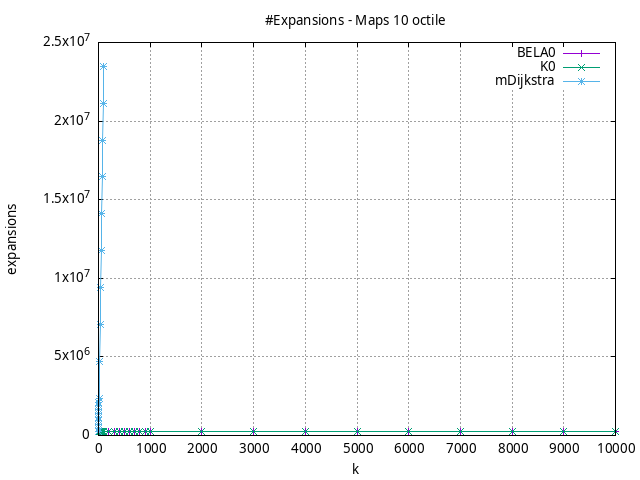 #Expansions - Maps 10 octile
BELA0
K0
mDijkstra
expansions
2.5x10^7
2x10^7
1.5x10^7
1x10^7
5x10^6
0
0 1000 2000 3000 4000 5000 6000 7000 8000 9000 10000
k